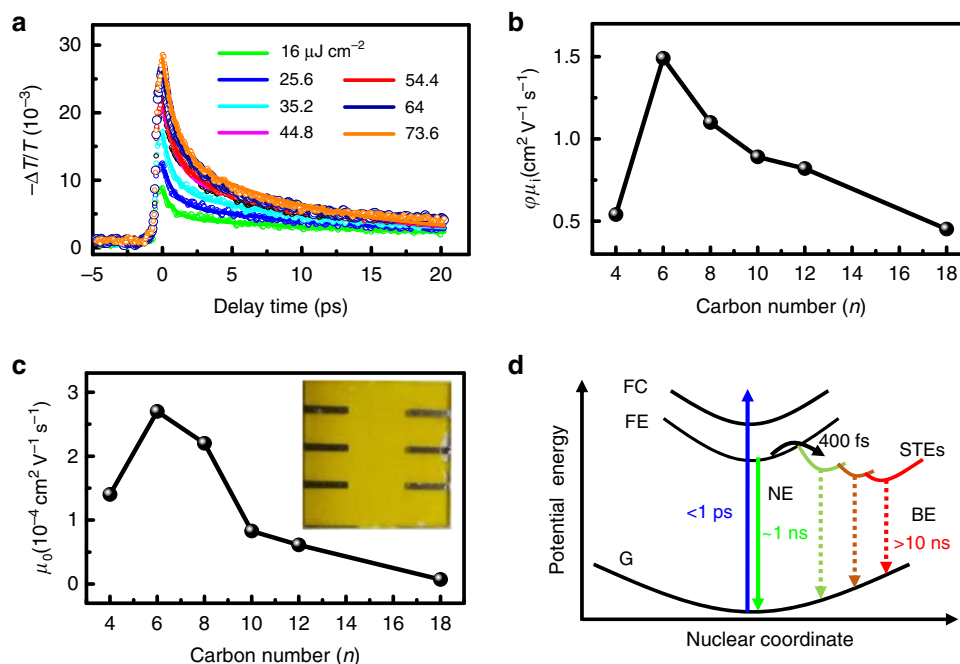 a
30
20
10
0
−5
0
5
10
15
20
−ΔT/T (10⁻³)
Delay time (ps)
16 μJ cm⁻²
25.6
54.4
35.2
64
44.8
73.6
b
1.5
1.0
0.5
4
6
8
10
12
14
16
18
φμᵢ(cm² V⁻¹ s⁻¹)
Carbon number (n)
c
3
2
1
0
4
6
8
10
12
14
16
18
μ₀(10⁻⁴ cm² V⁻¹ s⁻¹)
Carbon number (n)
d
FC
FE
400 fs
STEs
NE
<1 ps
~1 ns
BE
>10 ns
G
Potential energy
Nuclear coordinate